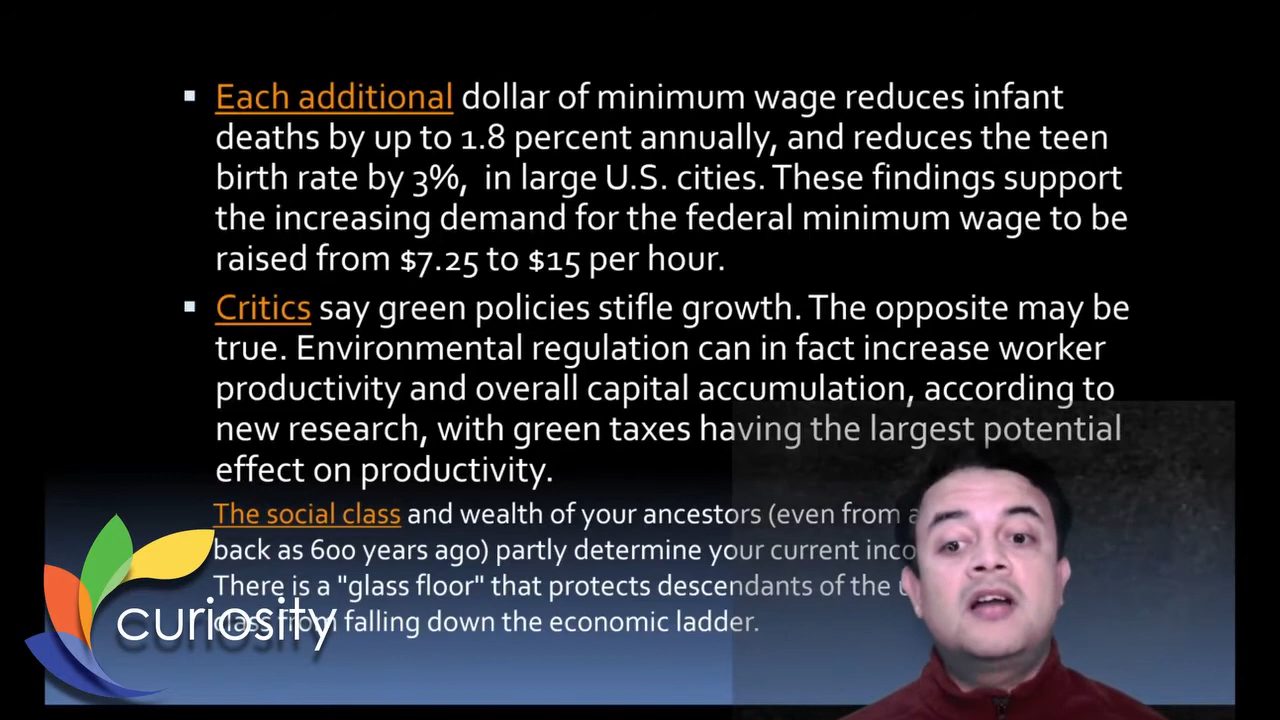 Each additional dollar of minimum wage reduces infant
deaths by up to 1.8 percent annually, and reduces the teen
birth rate by 3%, in large U.S. cities. These findings support
the increasing demand for the federal minimum wage to be
raised from $7.25 to $15 per hour.
Critics say green policies stifle growth. The opposite may be
true. Environmental regulation can in fact increase worker
productivity and overall capital accumulation, according to
new research, with green taxes having the largest potential
effect on productivity.
The social class and wealth of your ancestors (even from
back as 600 years ago) partly determine your current
There is a "glass floor" that protects descendants of the
class from falling down the economic ladder.
curiosity